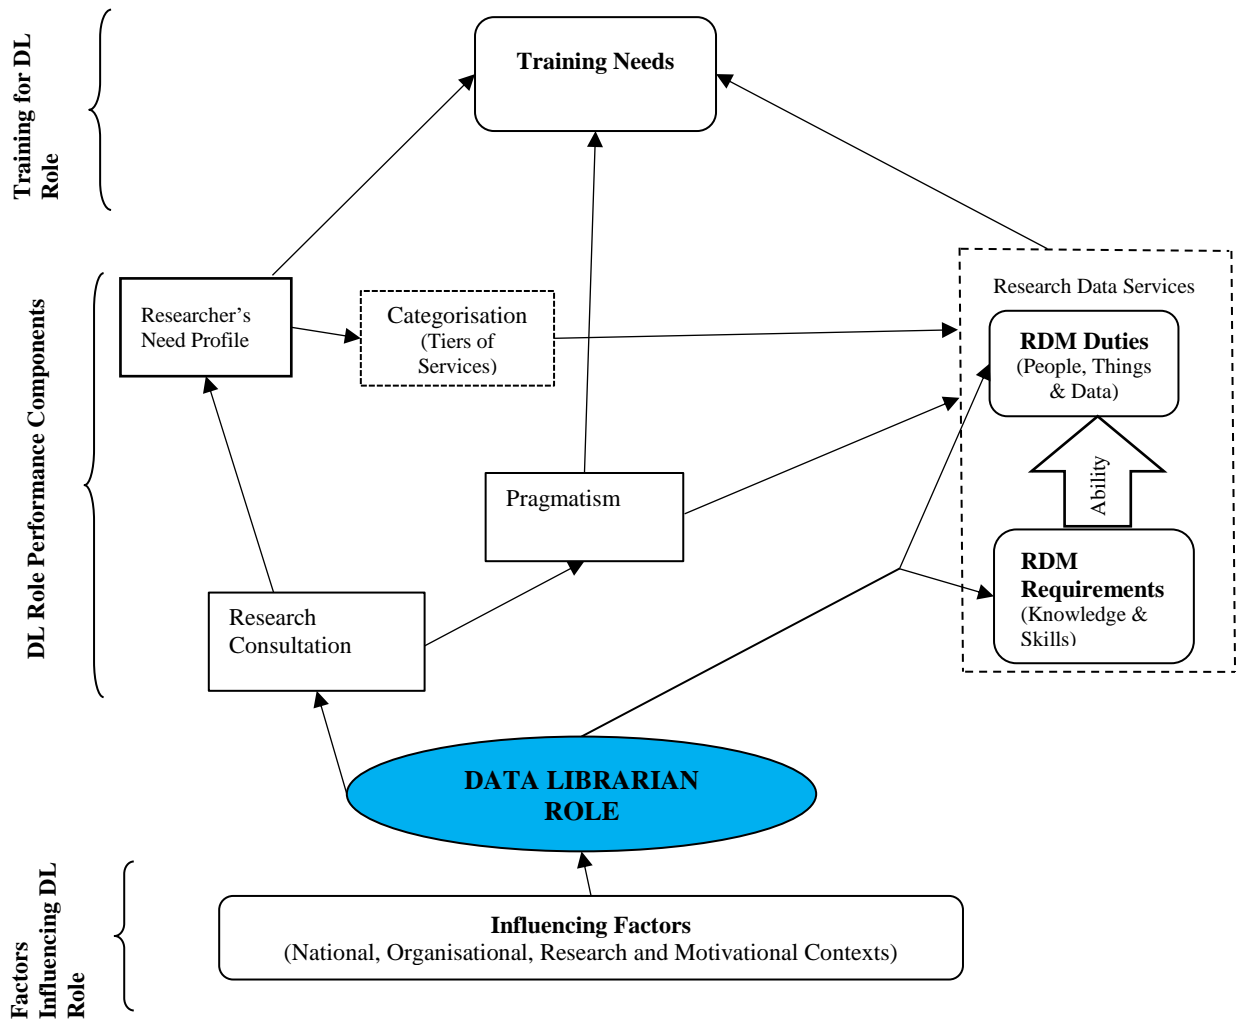 Training for DL
Role
Training Needs
DL Role Performance Components
Researcher’s
Need Profile
Categorisation
(Tiers of
Services)
Research Data Services
RDM Duties
(People, Things
& Data)
Ability
Pragmatism
RDM
Requirements
(Knowledge &
Skills)
Research
Consultation
DATA LIBRARIAN
ROLE
Factors
Influencing DL
Role
Influencing Factors
(National, Organisational, Research and Motivational Contexts)